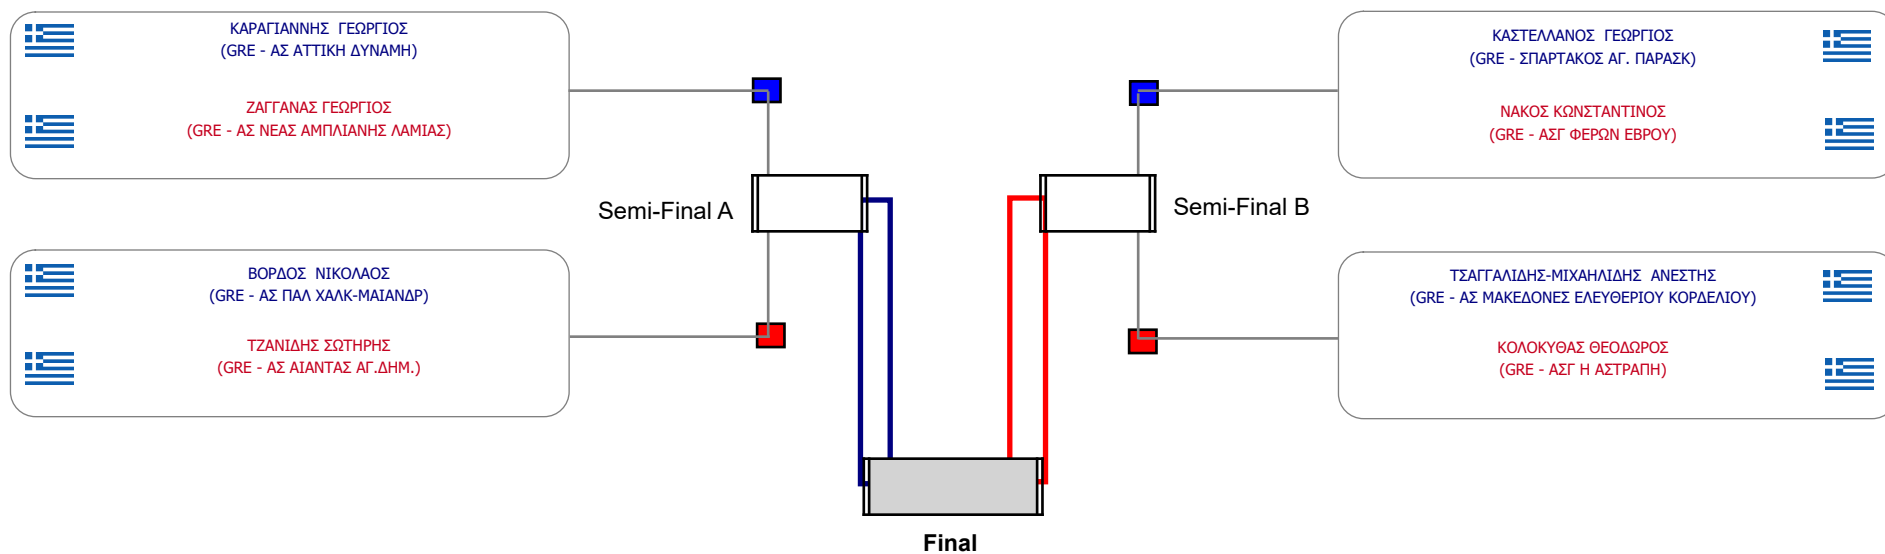 ΚΑΡΑΓΙΑΝΝΗΣ ΓΕΩΡΓΙΟΣ
(GRE - ΑΣ ΑΤΤΙΚΗ ΔΥΝΑΜΗ)
ΖΑΓΓΑΝΑΣ ΓΕΩΡΓΙΟΣ
(GRE - ΑΣ ΝΕΑΣ ΑΜΠΛΙΑΝΗΣ ΛΑΜΙΑΣ)
Semi-Final A
ΒΟΡΔΟΣ ΝΙΚΟΛΑΟΣ
(GRE - ΑΣ ΠΑΛ ΧΑΛΚ-ΜΑΙΑΝΔΡ)
ΤΖΑΝΙΔΗΣ ΣΩΤΗΡΗΣ
(GRE - ΑΣ ΑΙΑΝΤΑΣ ΑΓ.ΔΗΜ.)
ΚΑΣΤΕΛΛΑΝΟΣ ΓΕΩΡΓΙΟΣ
(GRE - ΣΠΑΡΤΑΚΟΣ ΑΓ. ΠΑΡΑΣΚ)
ΝΑΚΟΣ ΚΩΝΣΤΑΝΤΙΝΟΣ
(GRE - ΑΣΓ ΦΕΡΩΝ ΕΒΡΟΥ)
Semi-Final B
ΤΣΑΓΓΑΛΙΔΗΣ-ΜΙΧΑΗΛΙΔΗΣ ΑΝΕΣΤΗΣ
(GRE - ΑΣ ΜΑΚΕΔΟΝΕΣ ΕΛΕΥΘΕΡΙΟΥ ΚΟΡΔΕΛΙΟΥ)
ΚΟΛΟΚΥΘΑΣ ΘΕΟΔΩΡΟΣ
(GRE - ΑΣΓ Η ΑΣΤΡΑΠΗ)
Final